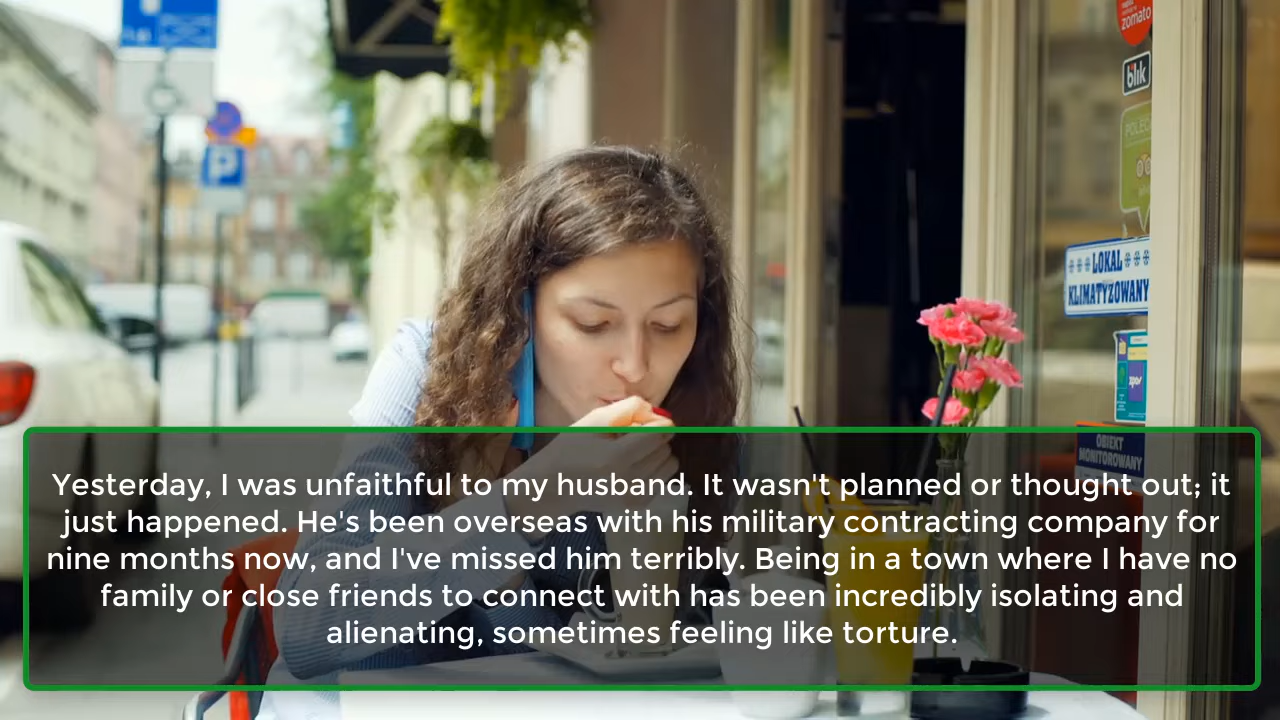 zomato
blik
P
LOKAL
KLIMATYZOWANY
OBIEKT
MONITOROWANY
Yesterday, I was unfaithful to my husband. It wasn't planned or thought out; it
just happened. He's been overseas with his military contracting company for
nine months now, and I've missed him terribly. Being in a town where I have no
family or close friends to connect with has been incredibly isolating and
alienating, sometimes feeling like torture.